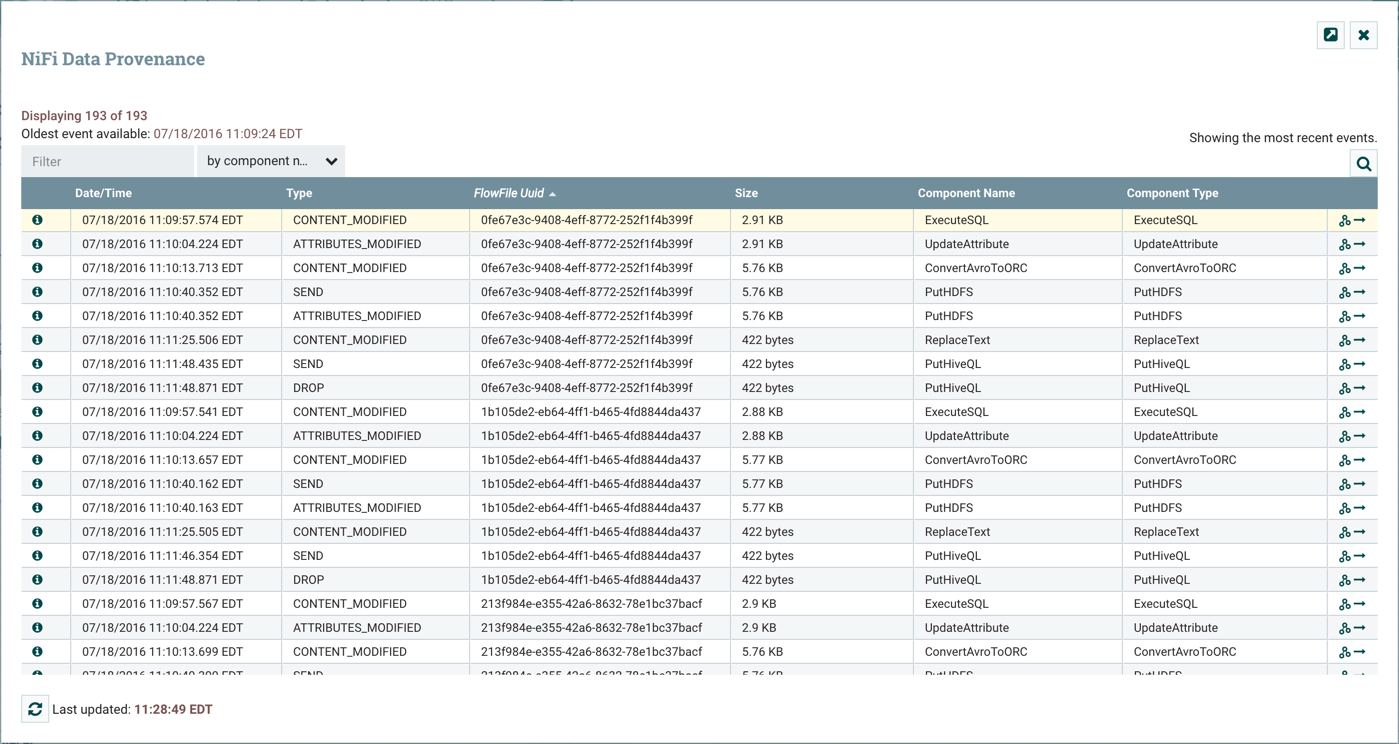 NiFi Data Provenance
Displaying 193 of 193
Oldest event available: 07/18/2016 11:09:24 EDT
Showing the most recent events.
Filter by component n...
Date/Time Type FlowFile Uuid Size Component Name Component Type
07/18/2016 11:09:57.574 EDT CONTENT_MODIFIED 0fe67e3c-9408-4eff-8772-252f1f4b399f 2.91 KB ExecuteSQL ExecuteSQL
07/18/2016 11:10:04.224 EDT ATTRIBUTES_MODIFIED 0fe67e3c-9408-4eff-8772-252f1f4b399f 2.91 KB UpdateAttribute UpdateAttribute
07/18/2016 11:10:13.713 EDT CONTENT_MODIFIED 0fe67e3c-9408-4eff-8772-252f1f4b399f 5.76 KB ConvertAvroToORC ConvertAvroToORC
07/18/2016 11:10:40.352 EDT SEND 0fe67e3c-9408-4eff-8772-252f1f4b399f 5.76 KB PutHDFS PutHDFS
07/18/2016 11:10:40.352 EDT ATTRIBUTES_MODIFIED 0fe67e3c-9408-4eff-8772-252f1f4b399f 5.76 KB PutHDFS PutHDFS
07/18/2016 11:11:25.506 EDT CONTENT_MODIFIED 0fe67e3c-9408-4eff-8772-252f1f4b399f 422 bytes ReplaceText ReplaceText
07/18/2016 11:11:48.435 EDT SEND 0fe67e3c-9408-4eff-8772-252f1f4b399f 422 bytes PutHiveQL PutHiveQL
07/18/2016 11:11:48.871 EDT DROP 0fe67e3c-9408-4eff-8772-252f1f4b399f 422 bytes PutHiveQL PutHiveQL
07/18/2016 11:09:57.541 EDT CONTENT_MODIFIED 1b105de2-eb64-4ff1-b465-4fd8844da437 2.88 KB ExecuteSQL ExecuteSQL
07/18/2016 11:10:04.224 EDT ATTRIBUTES_MODIFIED 1b105de2-eb64-4ff1-b465-4fd8844da437 2.88 KB UpdateAttribute UpdateAttribute
07/18/2016 11:10:13.657 EDT CONTENT_MODIFIED 1b105de2-eb64-4ff1-b465-4fd8844da437 5.77 KB ConvertAvroToORC ConvertAvroToORC
07/18/2016 11:10:40.162 EDT SEND 1b105de2-eb64-4ff1-b465-4fd8844da437 5.77 KB PutHDFS PutHDFS
07/18/2016 11:10:40.163 EDT ATTRIBUTES_MODIFIED 1b105de2-eb64-4ff1-b465-4fd8844da437 5.77 KB PutHDFS PutHDFS
07/18/2016 11:11:25.505 EDT CONTENT_MODIFIED 1b105de2-eb64-4ff1-b465-4fd8844da437 422 bytes ReplaceText ReplaceText
07/18/2016 11:11:46.354 EDT SEND 1b105de2-eb64-4ff1-b465-4fd8844da437 422 bytes PutHiveQL PutHiveQL
07/18/2016 11:11:48.871 EDT DROP 1b105de2-eb64-4ff1-b465-4fd8844da437 422 bytes PutHiveQL PutHiveQL
07/18/2016 11:09:57.567 EDT CONTENT_MODIFIED 213f984e-e355-42a6-8632-78e1bc37bacf 2.9 KB ExecuteSQL ExecuteSQL
07/18/2016 11:10:04.224 EDT ATTRIBUTES_MODIFIED 213f984e-e355-42a6-8632-78e1bc37bacf 2.9 KB UpdateAttribute UpdateAttribute
07/18/2016 11:10:13.699 EDT CONTENT_MODIFIED 213f984e-e355-42a6-8632-78e1bc37bacf 5.76 KB ConvertAvroToORC ConvertAvroToORC
Last updated: 11:28:49 EDT